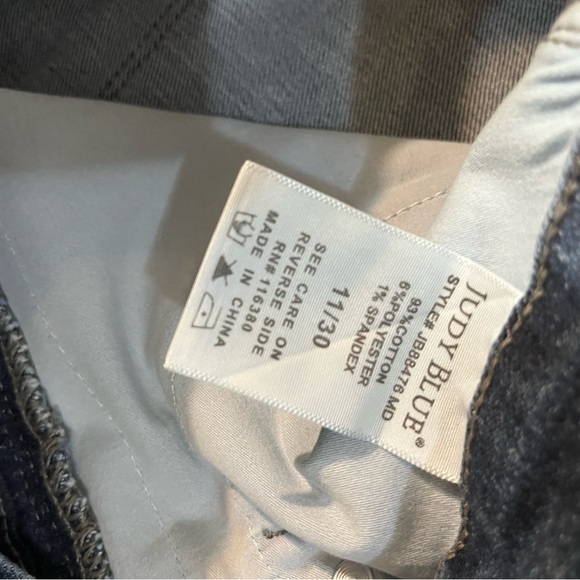 JUDY BLUE®
STYLE# JB88476 MD
93%COTTON
6%POLYESTER
1% SPANDEX
11/30
SEE CARE ON
REVERSE SIDE
RN#116380
MADE IN CHINA